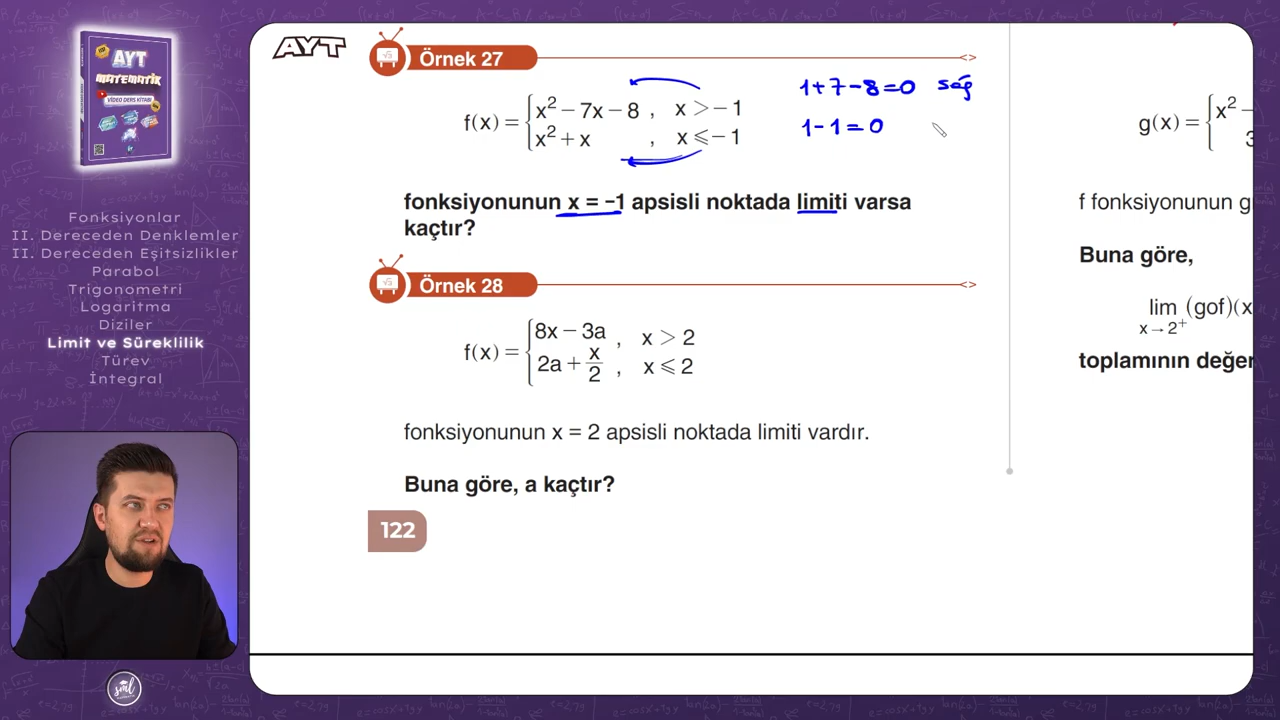 AYT
MATEMATİK
VİDEO DERS KİTABI
Fonksiyonlar
II. Dereceden Denklemler
II. Dereceden Eşitsizlikler
Parabol
Trigonometri
Logaritma
Diziler
Limit ve Süreklilik
Türev
İntegral
sml
AYT
Örnek 27
f(x) = { x² − 7x − 8 , x > −1
x² + x , x ⩽ −1
1+7−8=0 sağ
1−1=0
fonksiyonunun x = −1 apsisli noktada limiti varsa
kaçtır?
Örnek 28
f(x) = { 8x − 3a , x > 2
2a + x/2 , x ⩽ 2
fonksiyonunun x = 2 apsisli noktada limiti vardır.
Buna göre, a kaçtır?
122
g(x) = { x² −
3
f fonksiyonunun g
Buna göre,
lim (gof)(x
x → 2⁺
toplamının değer